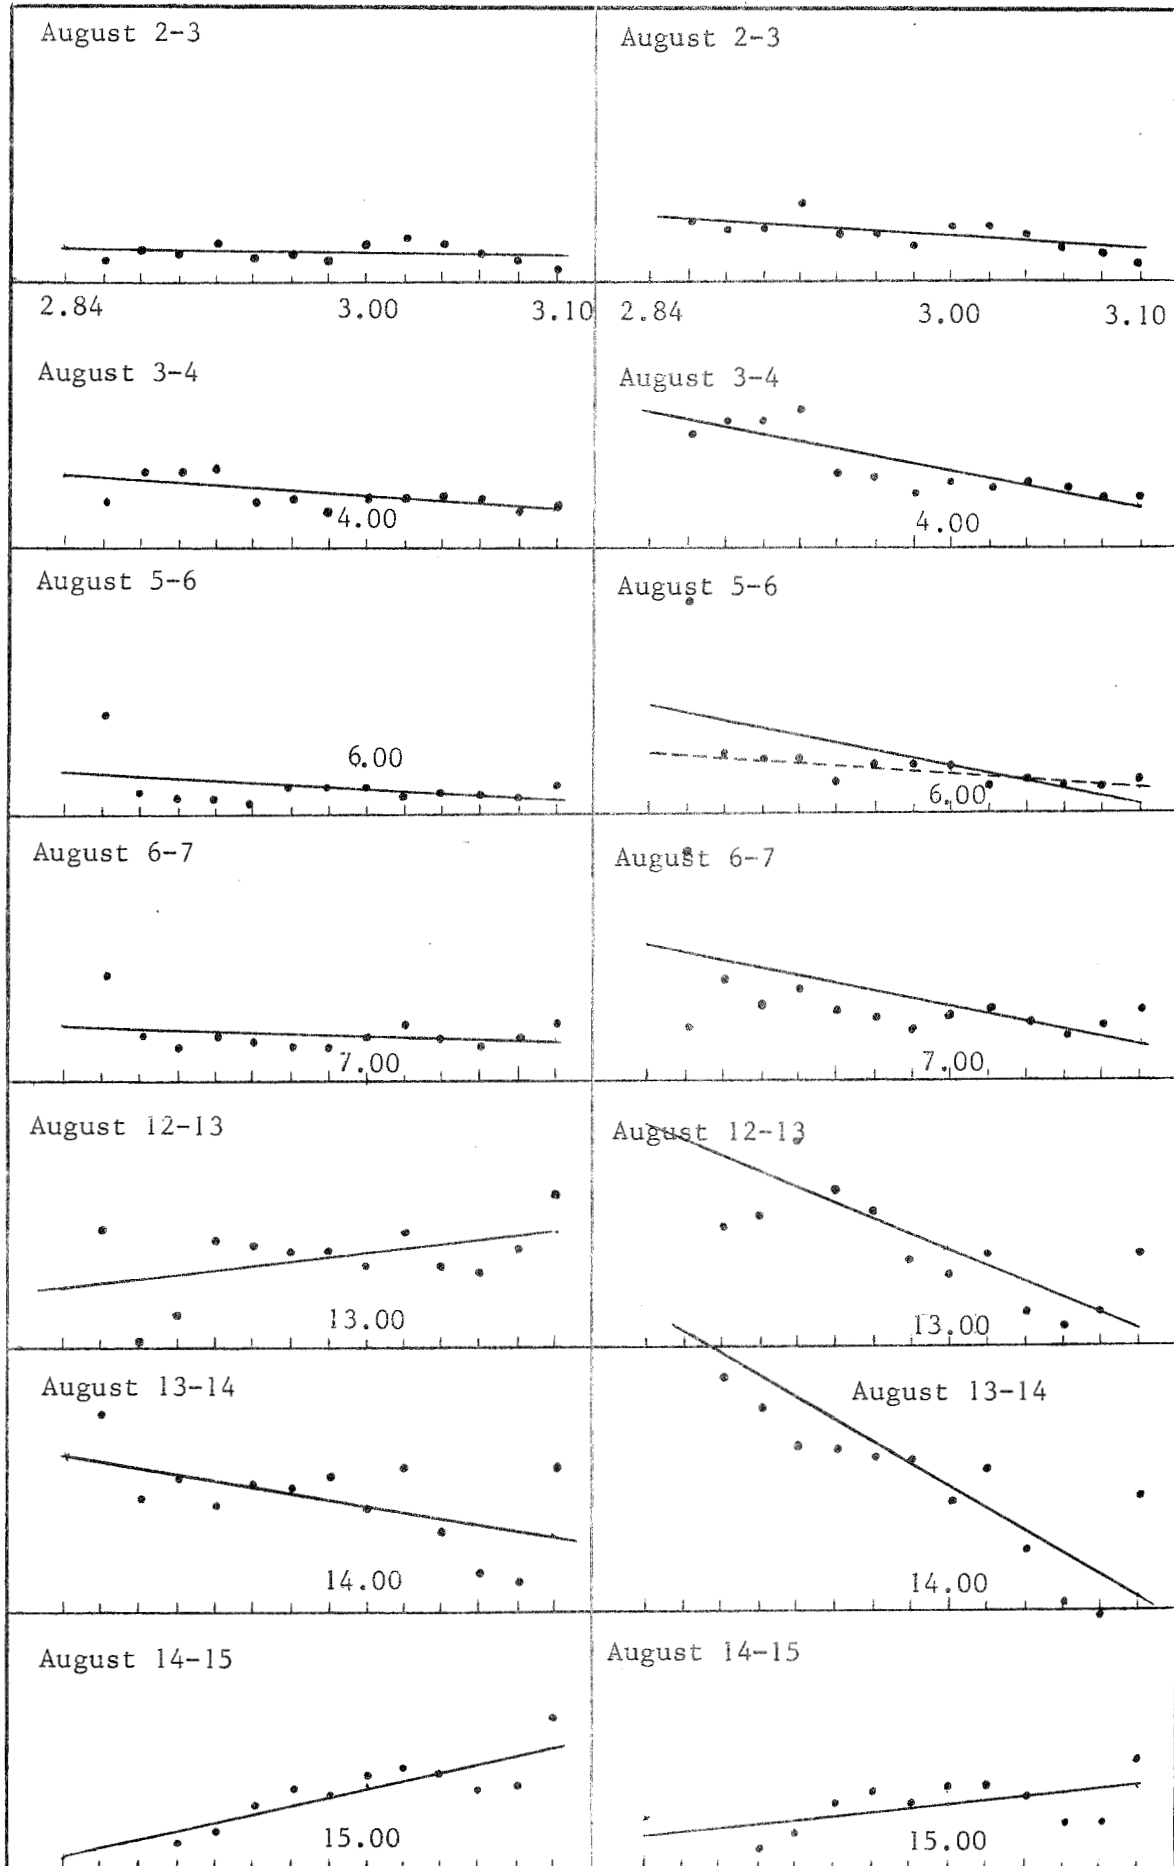 August 2-3 August 2-3
2.84 3.00 3.10 2.84 3.00 3.10
August 3-4 August 3-4
4.00 4.00
August 5-6 August 5-6
6.00 6.00
August 6-7 August 6-7
7.00 7.00
August 12-13 August 12-13
13.00 13.00
August 13-14 August 13-14
14.00 14.00
August 14-15 August 14-15
15.00 15.00